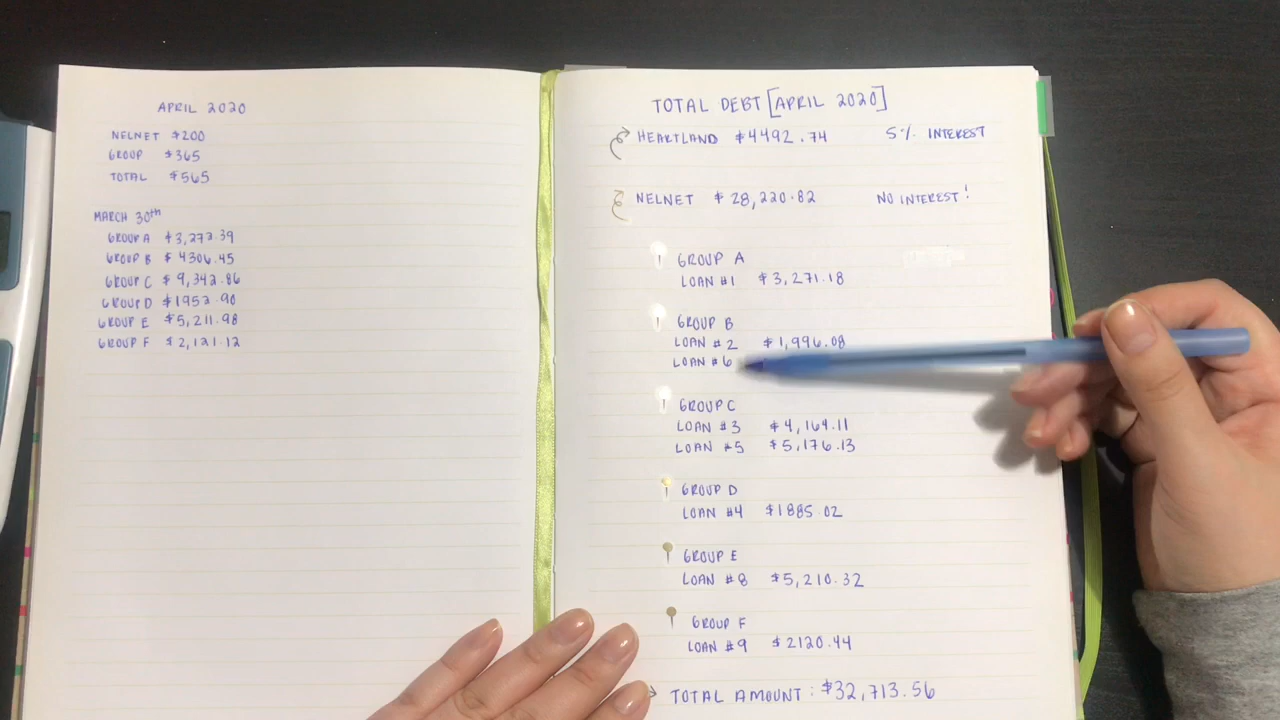 APRIL 2020
NELNET $200
GROUP $365
TOTAL $565
MARCH 30th
GROUP A $3,272.39
GROUP B $4306.45
GROUP C $9,342.86
GROUP D $1952.90
GROUP E $5,211.98
GROUP F $2,121.12
TOTAL DEBT [APRIL 2020]
HEARTLAND $4492.74 5% INTEREST
NELNET $28,220.82 NO INTEREST!
GROUP A
LOAN #1 $3,271.18
GROUP B
LOAN #2 $1,996.08
LOAN #6
GROUP C
LOAN #3 $4,164.11
LOAN #5 $5,176.13
GROUP D
LOAN #4 $1885.02
GROUP E
LOAN #8 $5,210.32
GROUP F
LOAN #9 $2120.44
TOTAL AMOUNT: $32,713.56